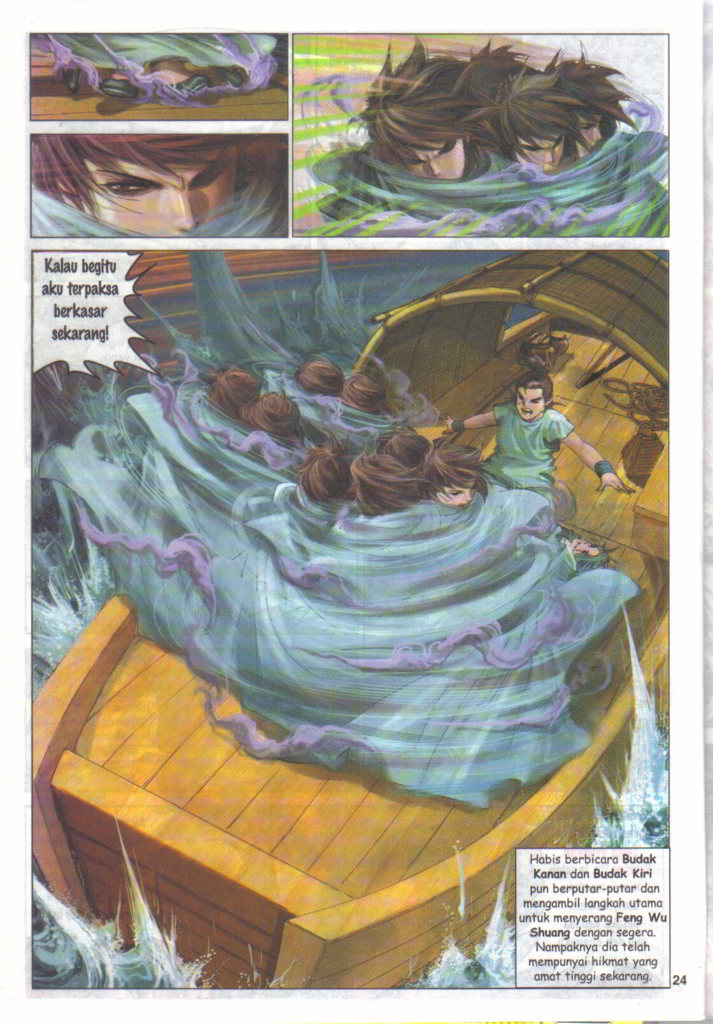 Kalau begitu
aku terpaksa
berkasar
sekarang!
Habis berbicara Budak
Kanan dan Budak Kiri
pun berputar-putar dan
mengambil langkah utama
untuk menyerang Feng Wu
Shuang dengan segera.
Nampaknya dia telah
mempunyai hikmat yang
amat tinggi sekarang.
24